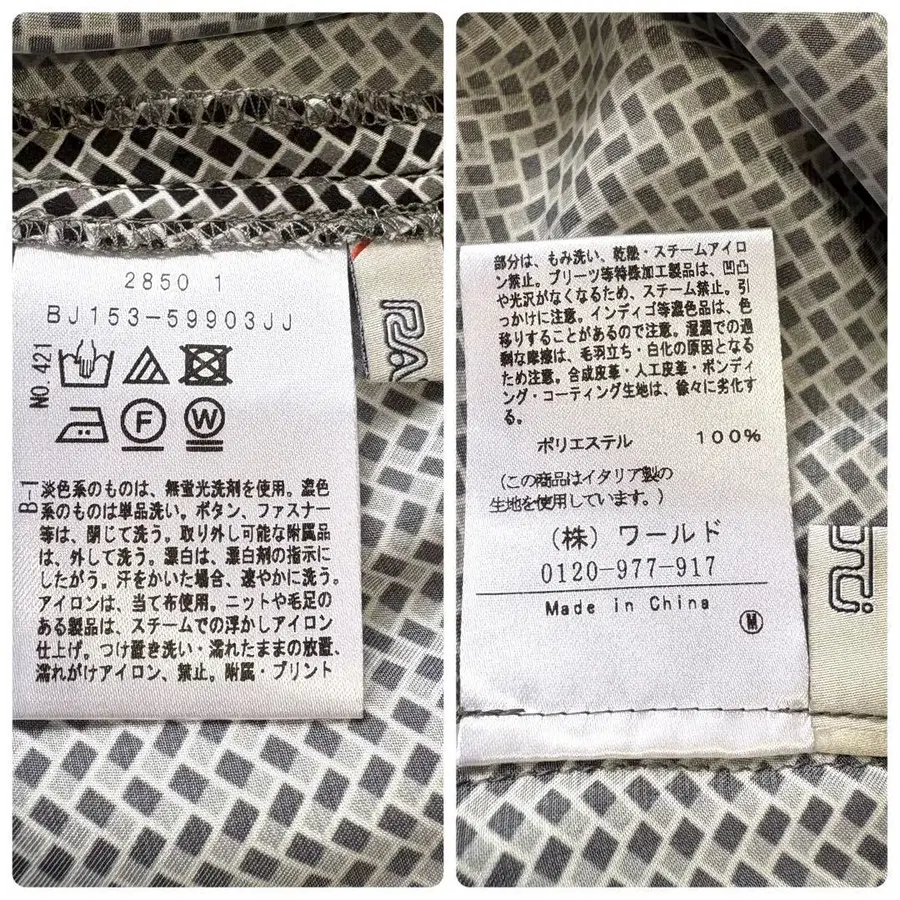 2850 1
BJ153-59903JJ
NO.421
F
W
B-1
淡色系のものは、無蛍光洗剤を使用。濃色
系のものは単品洗い。ボタン、ファスナー
等は、閉じて洗う。取り外し可能な附属品
は、外して洗う。漂白は、漂白剤の指示に
したがう。汗をかいた場合、速やかに洗う。
アイロンは、当て布使用。ニットや毛足の
ある製品は、スチームでの浮かしアイロン
仕上げ。つけ置き洗い・濡れたままの放置、
濡れがけアイロン、禁止。附属・プリント
RA
部分は、もみ洗い、乾燥・スチームアイロ
ン禁止。プリーツ等特殊加工製品は、凹凸
や光沢がなくなるため、スチーム禁止。引
っかけに注意。インディゴ等濃色品は、色
移りすることがあるので注意。湿潤での過
剰な摩擦は、毛羽立ち・白化の原因となる
ため注意。合成皮革・人工皮革・ボンディ
ング・コーティング生地は、徐々に劣化す
る。
ポリエステル 100%
(この商品はイタリア製の
生地を使用しています。)
(株) ワールド
0120-977-917
Made in China
M